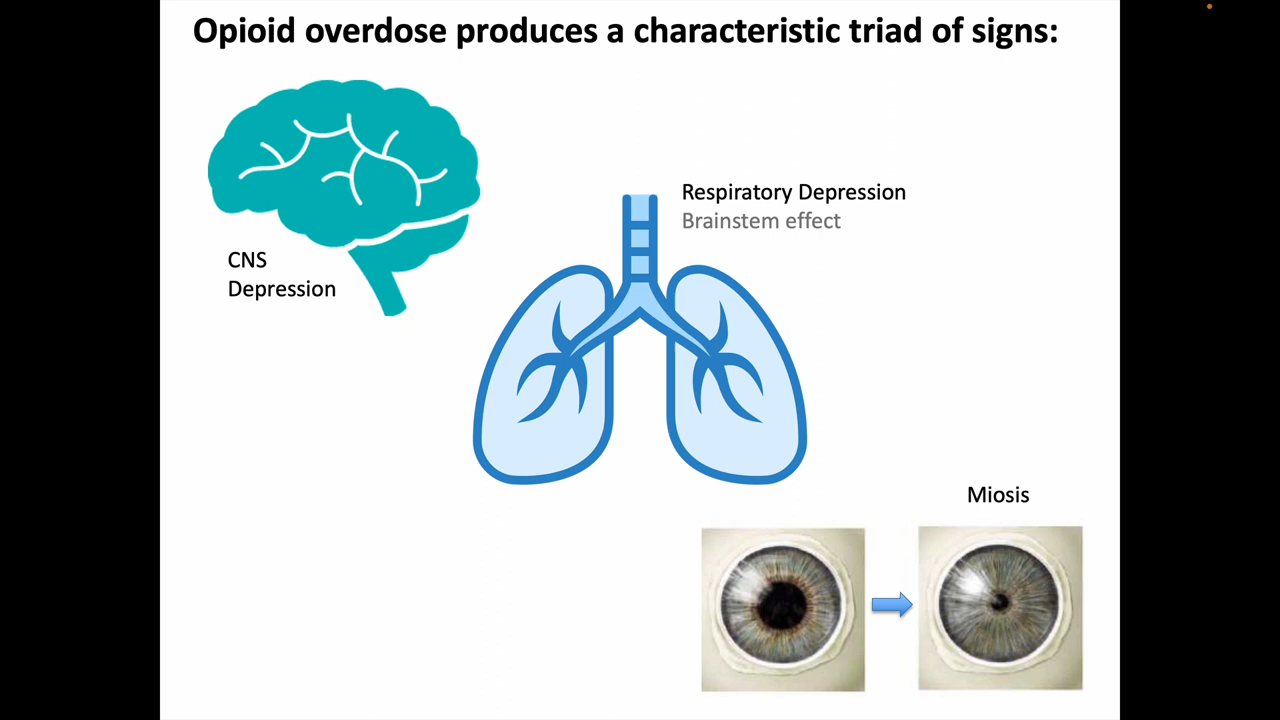 Opioid overdose produces a characteristic triad of signs:
CNS
Depression
Respiratory Depression
Brainstem effect
Miosis